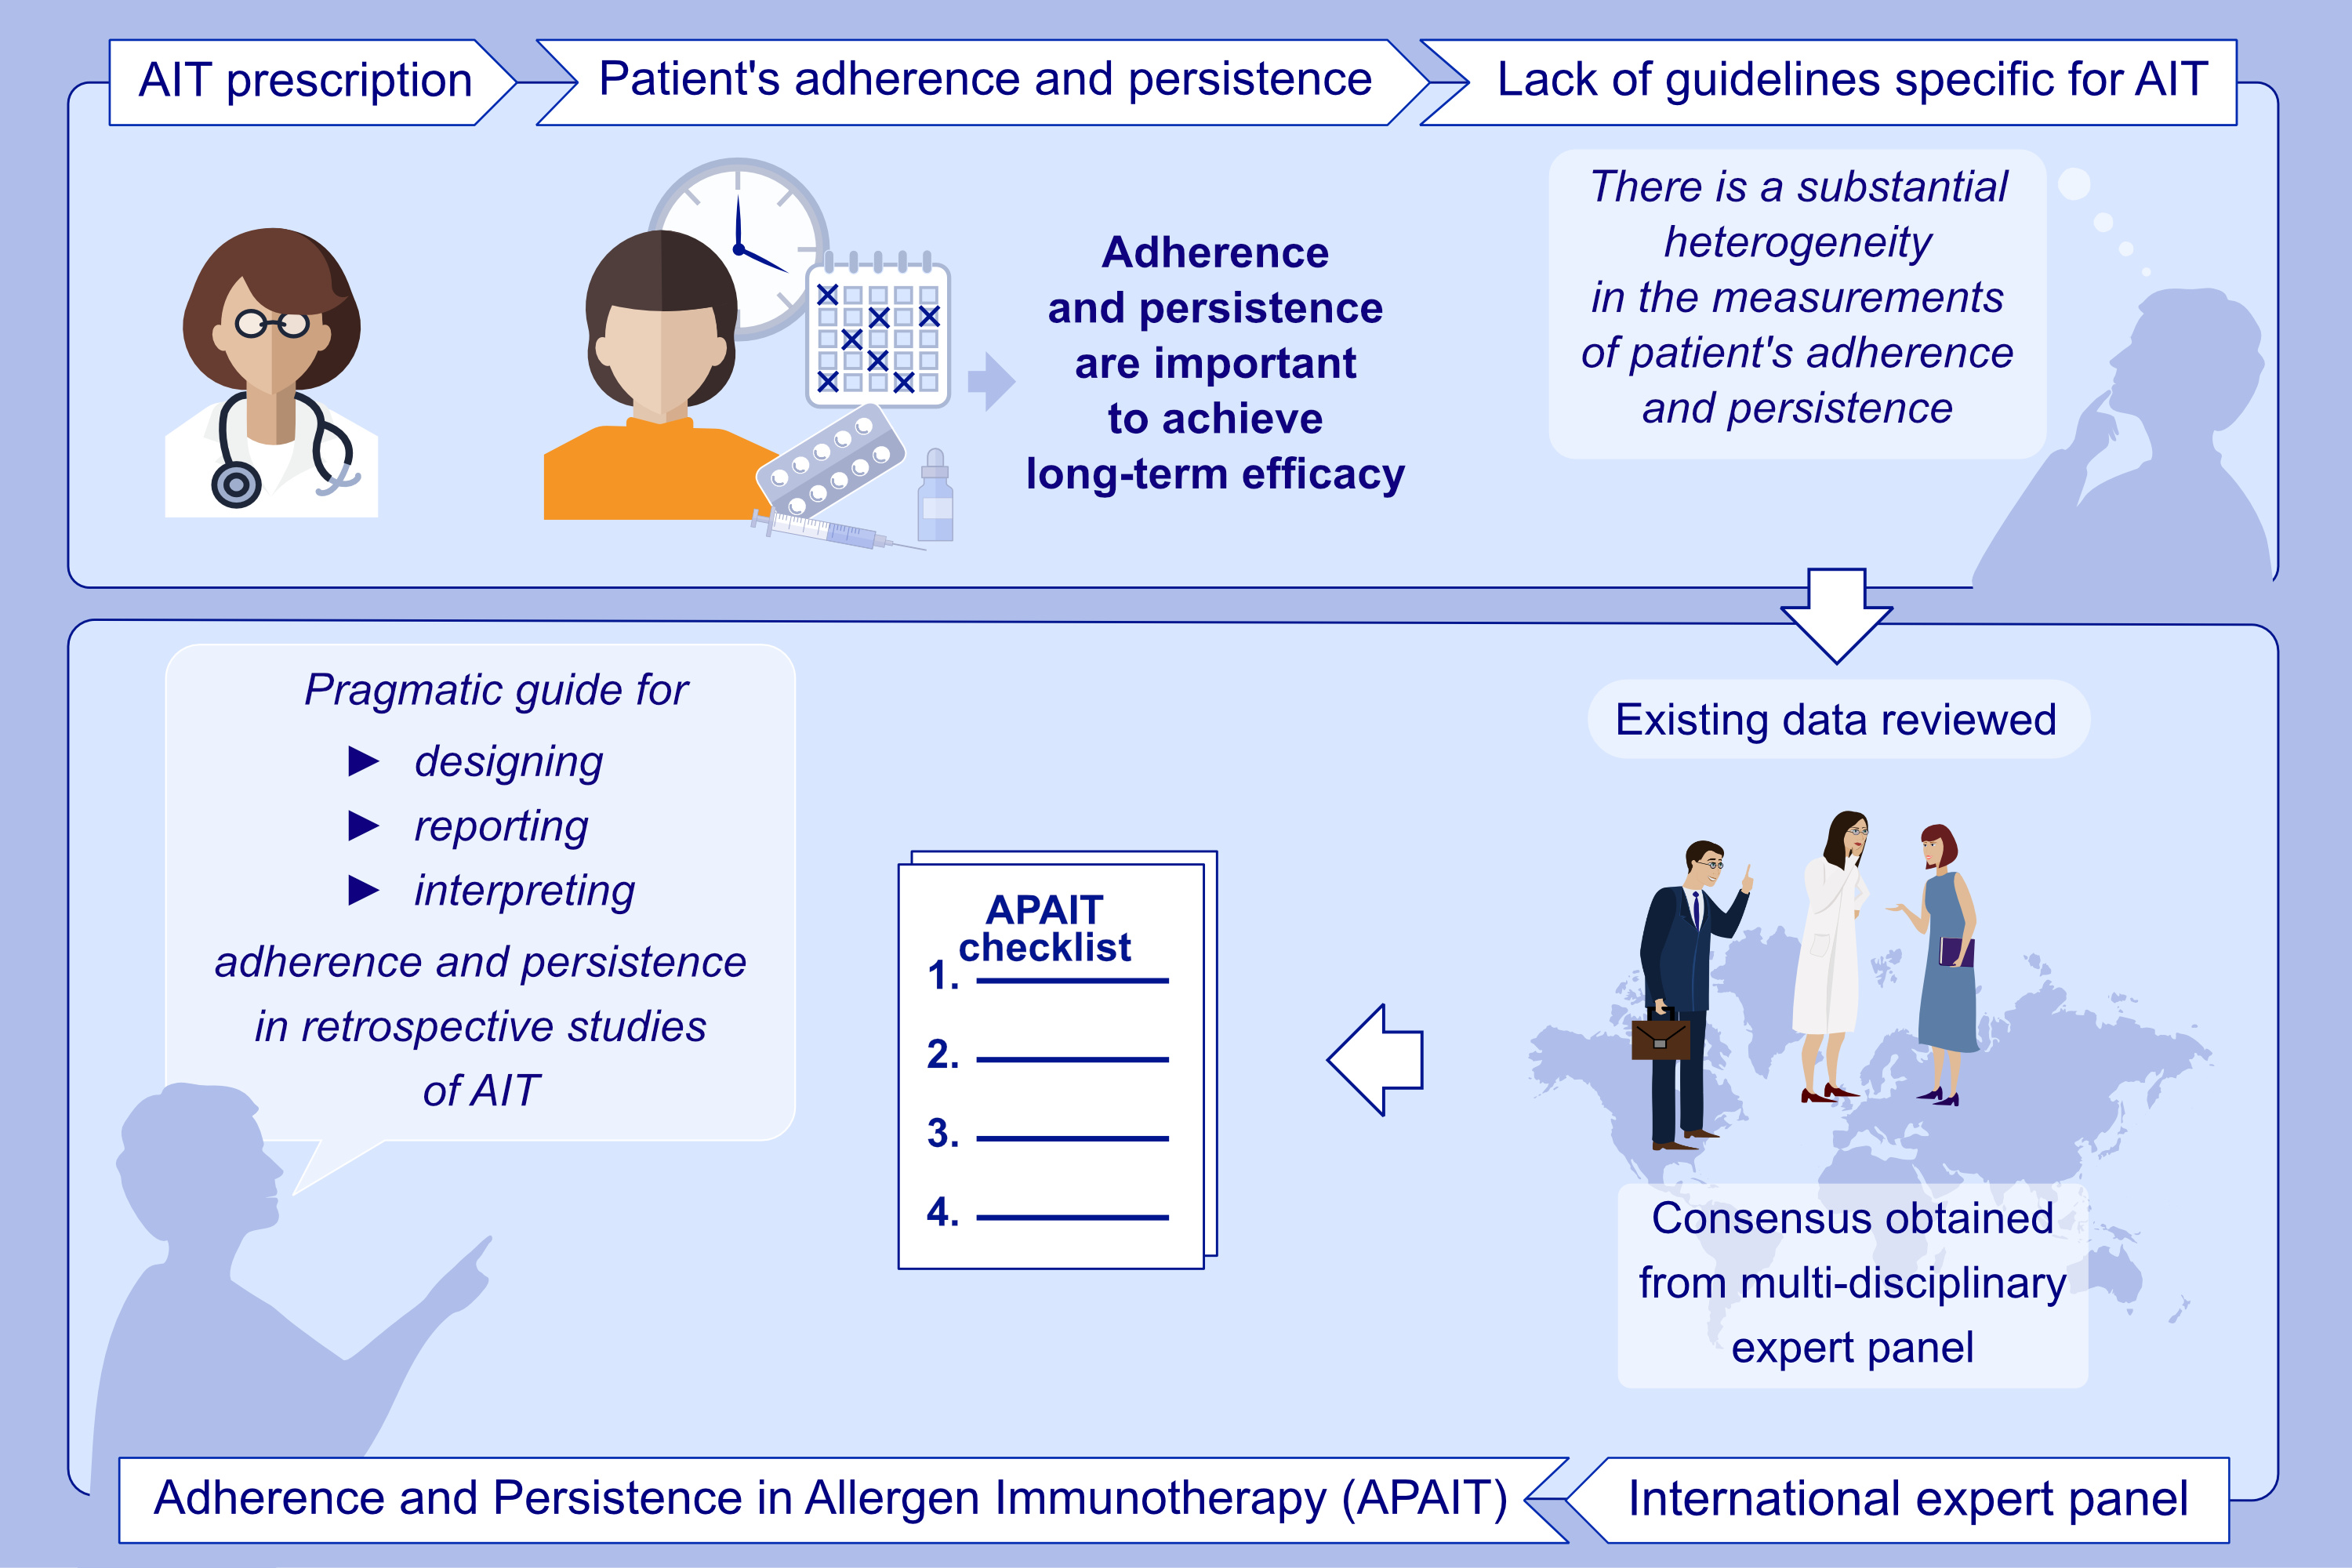 AIT prescription
Patient's adherence and persistence
Lack of guidelines specific for AIT
Adherence
and persistence
are important
to achieve
long-term efficacy
There is a substantial
heterogeneity
in the measurements
of patient's adherence
and persistence
Existing data reviewed
Consensus obtained
from multi-disciplinary
expert panel
APAIT
checklist
1.
2.
3.
4.
Pragmatic guide for
► designing
► reporting
► interpreting
adherence and persistence
in retrospective studies
of AIT
Adherence and Persistence in Allergen Immunotherapy (APAIT)
International expert panel